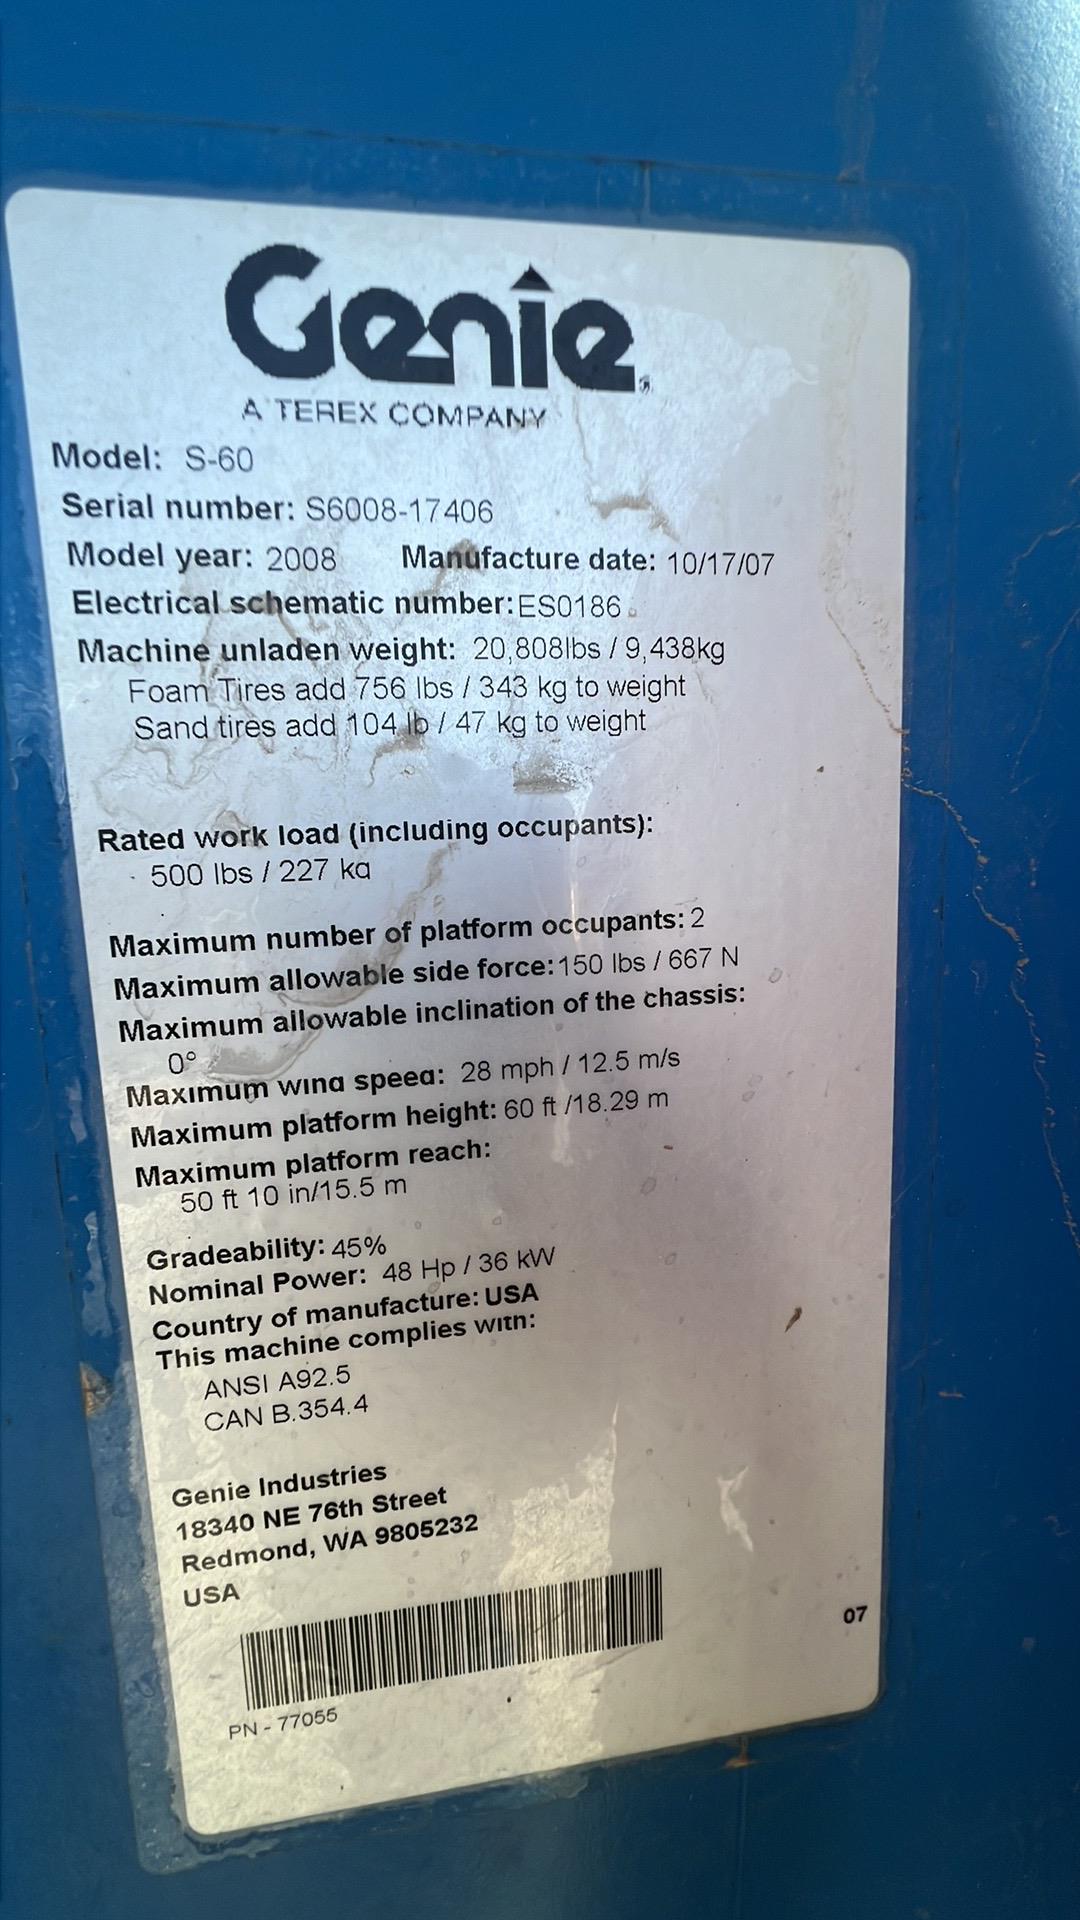 Genie
A TEREX COMPANY
Model: S-60
Serial number: S6008-17406
Model year: 2008 Manufacture date: 10/17/07
Electrical schematic number:ES0186
Machine unladen weight: 20,808lbs / 9,438kg
Foam Tires add 756 lbs / 343 kg to weight
Sand tires add 104 lb / 47 kg to weight
Rated work load (including occupants):
500 lbs / 227 kg
Maximum number of platform occupants: 2
Maximum allowable side force:150 lbs / 667 N
Maximum allowable inclination of the chassis:
0°
Maximum wind speed: 28 mph / 12.5 m/s
Maximum platform height: 60 ft /18.29 m
Maximum platform reach:
50 ft 10 in/15.5 m
Gradeability: 45%
Nominal Power: 48 Hp / 36 kW
Country of manufacture: USA
This machine complies with:
ANSI A92.5
CAN B.354.4
Genie Industries
18340 NE 76th Street
Redmond, WA 9805232
USA
07
PN - 77055